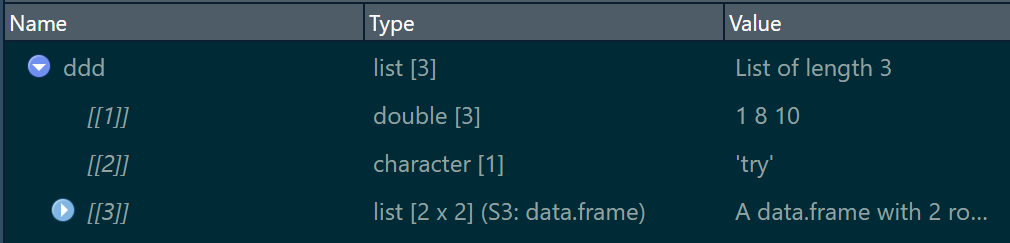 Name Type Value
ddd list [3] List of length 3
[[1]] double [3] 1 8 10
[[2]] character [1] 'try'
[[3]] list [2 x 2] (S3: data.frame) A data.frame with 2 ro...